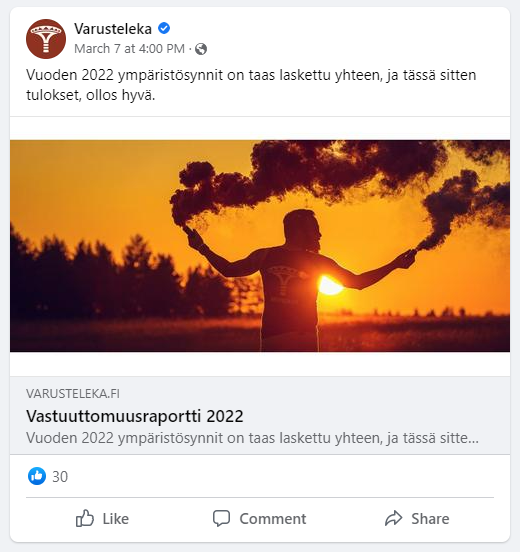 Varusteleka
March 7 at 4:00 PM ·
Vuoden 2022 ympäristösynnit on taas laskettu yhteen, ja tässä sitten
tulokset, ollos hyvä.
VARUSTELEKA.FI
Vastuuttomuusraportti 2022
Vuoden 2022 ympäristösynnit on taas laskettu yhteen, ja tässä sitte...
30
Like
Comment
Share